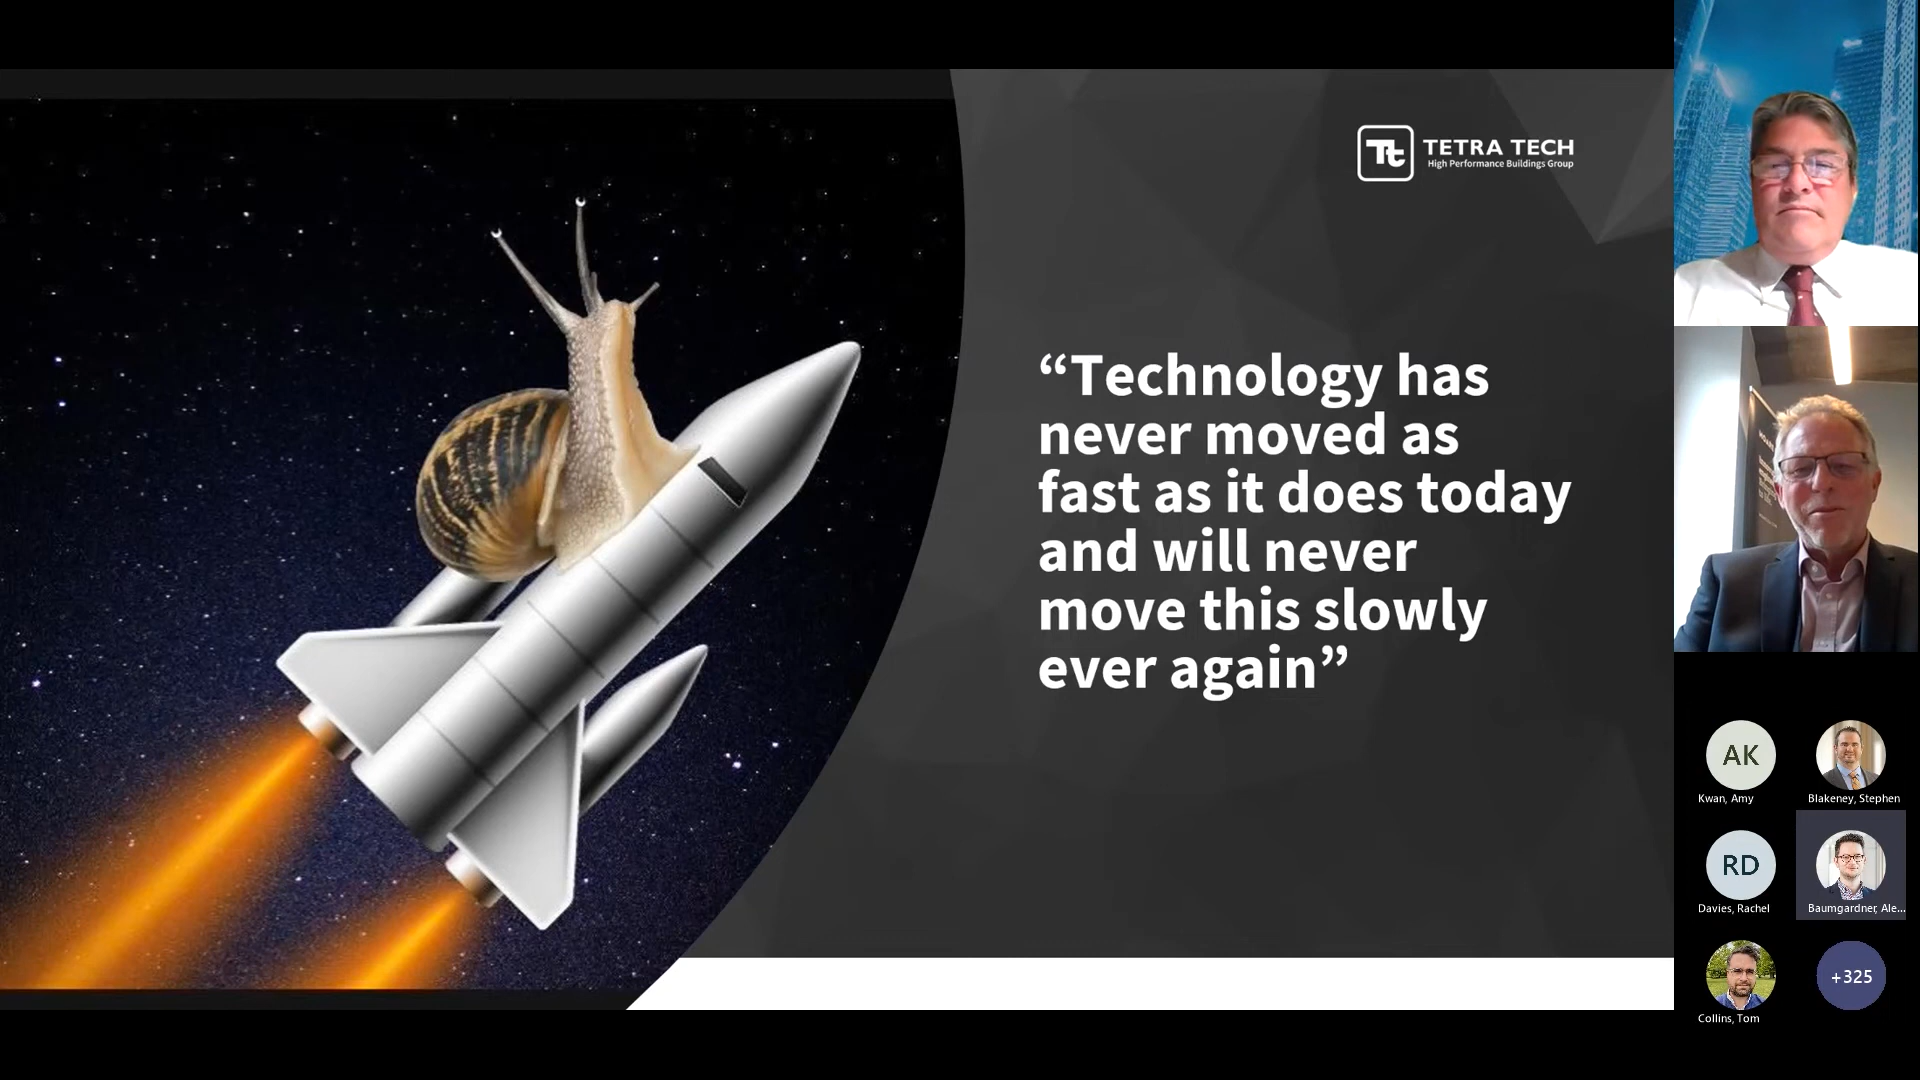 Tt TETRA TECH
High Performance Buildings Group
“Technology has
never moved as
fast as it does today
and will never
move this slowly
ever again”
AK
Kwan, Amy
Blakeney, Stephen
RD
Davies, Rachel
Baumgardner, Ale...
Collins, Tom
+325